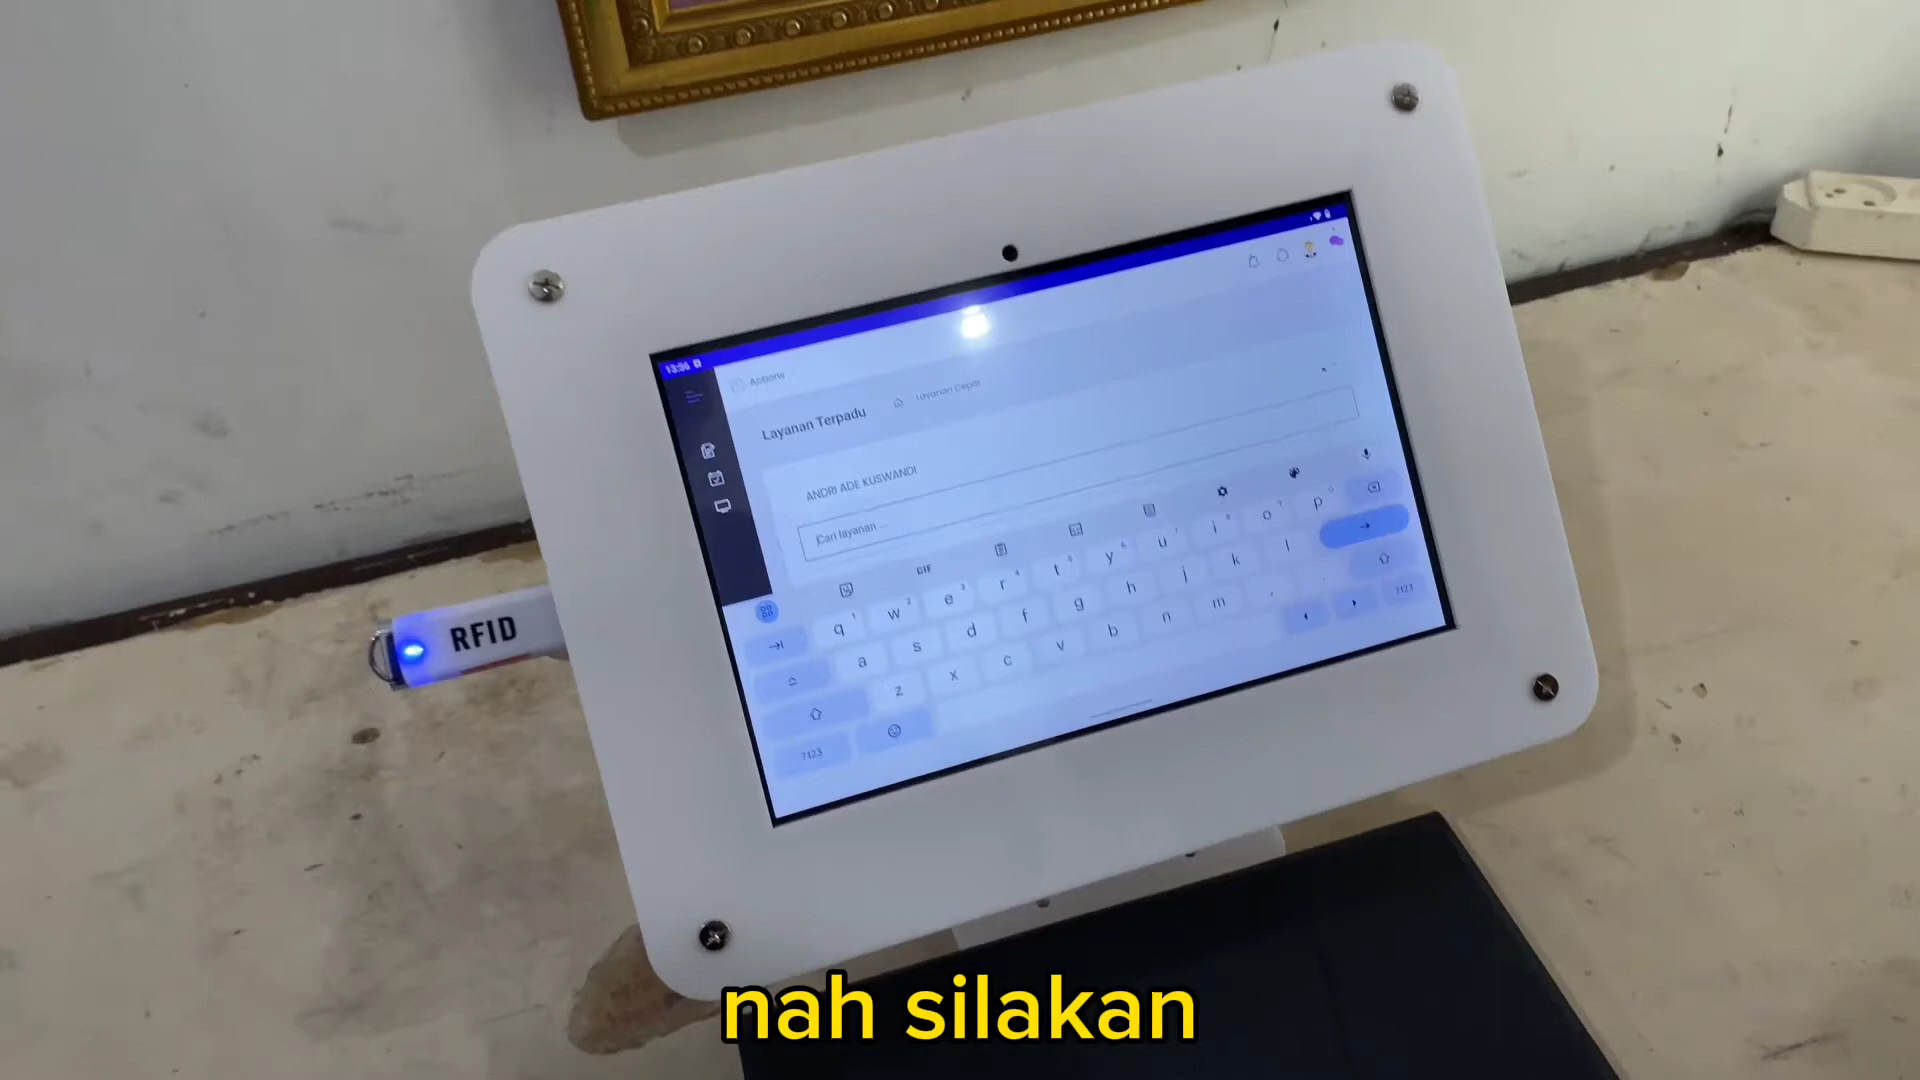 13:56
Actions
Layanan Terpadu
Layanan Cepat
ANDRI ADE KUSWANDI
Cari layanan ...
GIF
q w e r t y u i o p
a s d f g h j k l
z x c v b n m , .
?123
?123
RFID
nah silakan